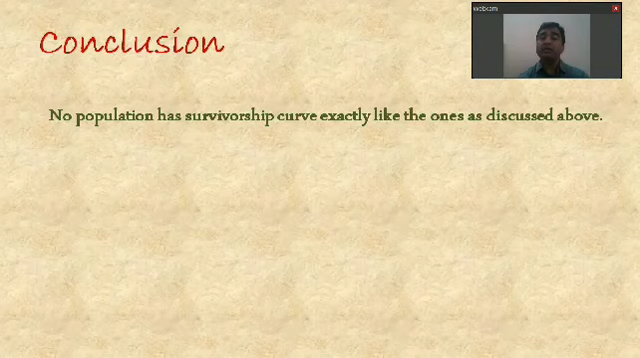 webcam
Conclusion
No population has survivorship curve exactly like the ones as discussed above.